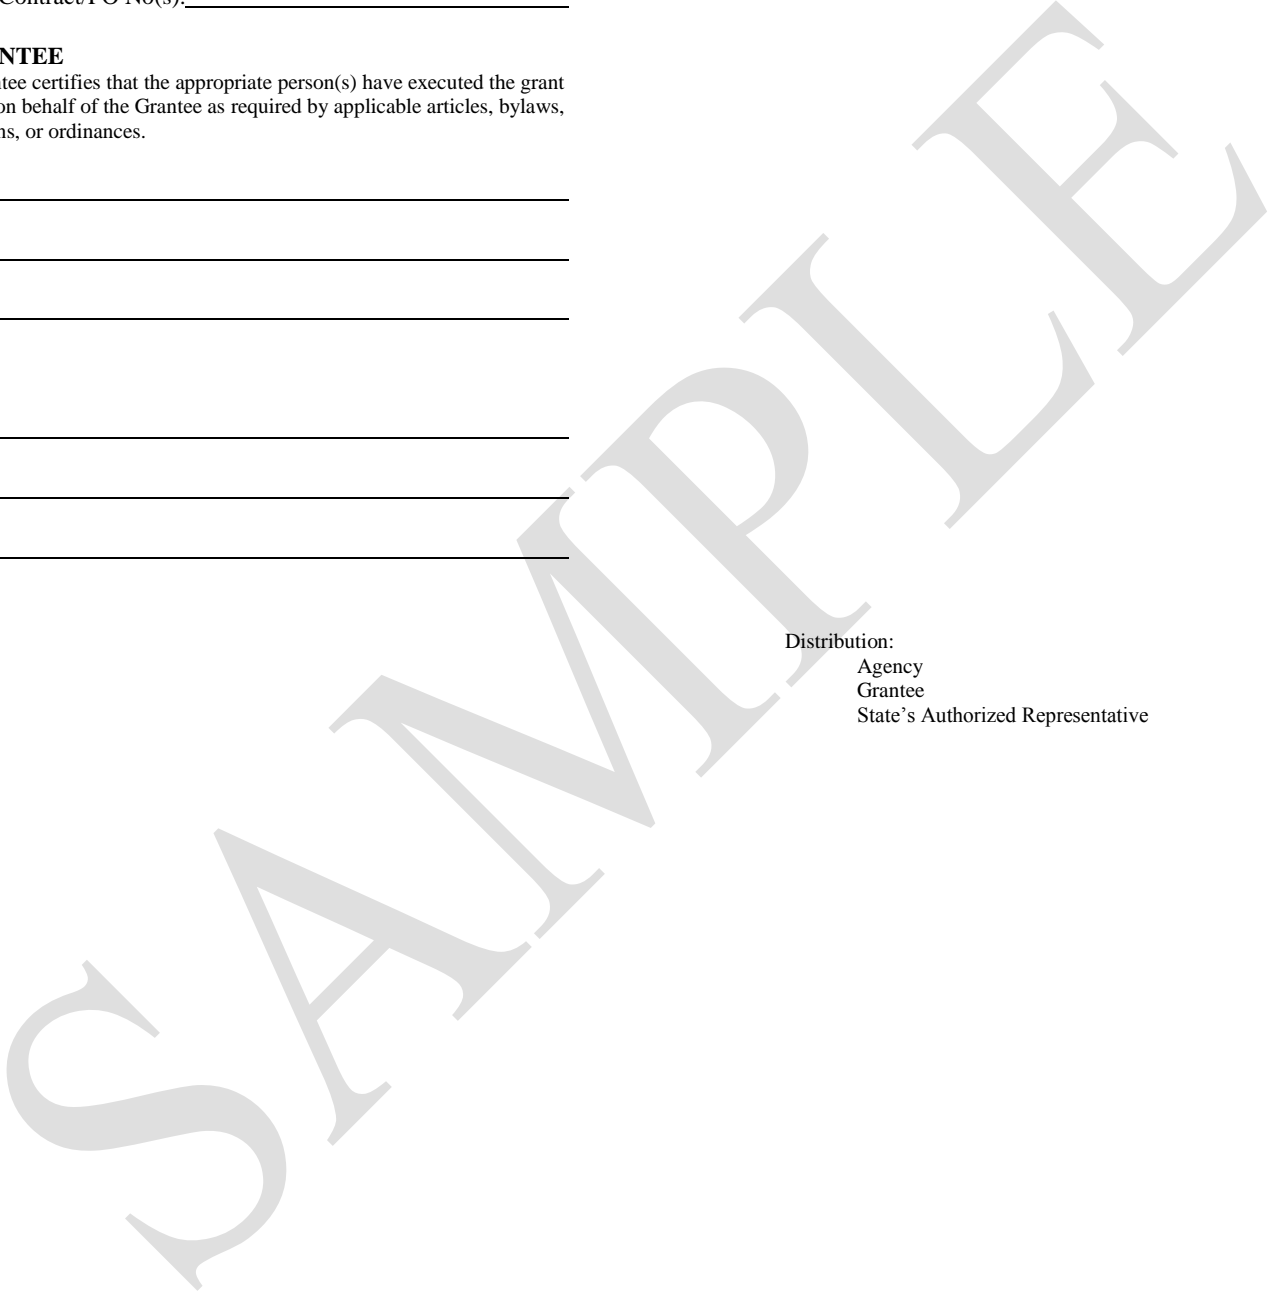 Contract/PO No(s).
NTEE
tee certifies that the appropriate person(s) have executed the grant
on behalf of the Grantee as required by applicable articles, bylaws,
ns, or ordinances.
Distribution:
Agency
Grantee
State’s Authorized Representative
SAMPLE